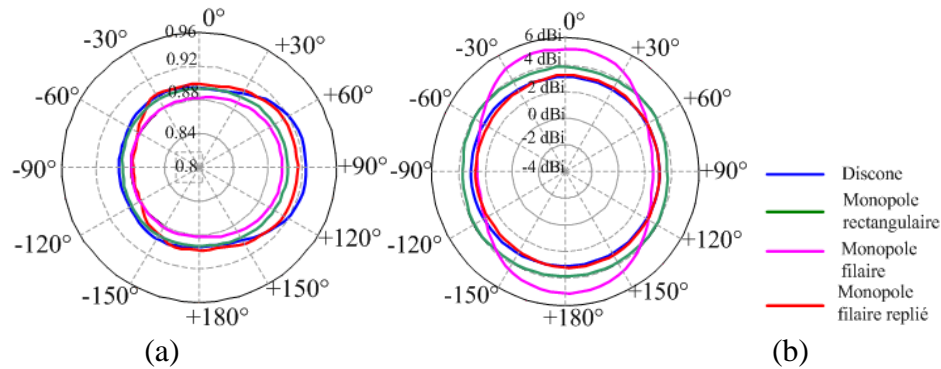 0°
0.96
-30°
+30°
0.92
-60°
0.88
+60°
0.84
-90°
0.8
+90°
-120°
+120°
-150°
+150°
+180°
(a)
0°
6 dBi
-30°
+30°
4 dBi
-60°
2 dBi
+60°
0 dBi
-2 dBi
-90°
-4 dBi
+90°
-120°
+120°
-150°
+150°
+180°
(b)
Discone
Monopole
rectangulaire
Monopole
filaire
Monopole
filaire replié